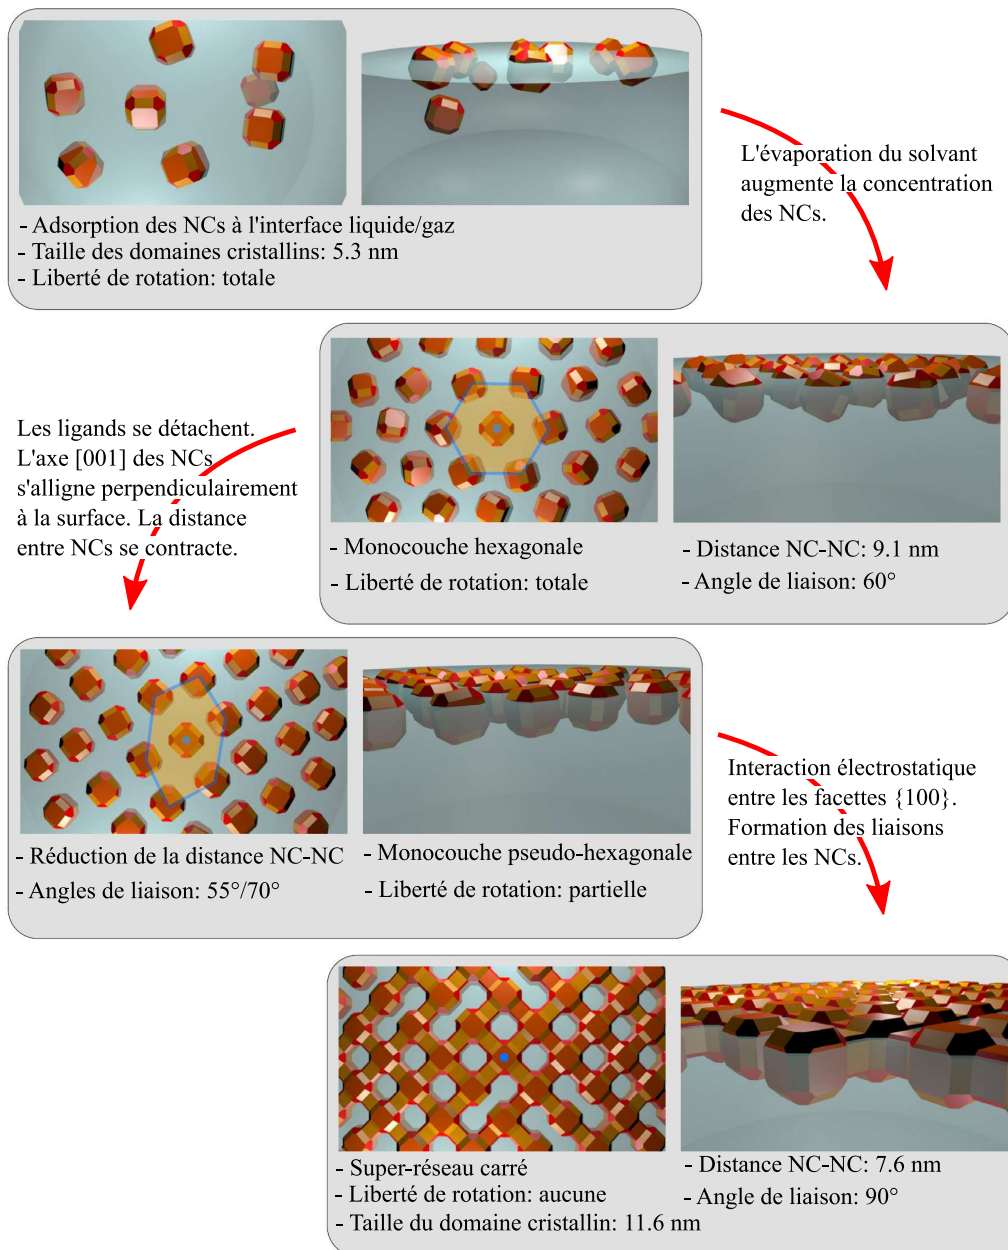 - Adsorption des NCs à l'interface liquide/gaz
- Taille des domaines cristallins: 5.3 nm
- Liberté de rotation: totale
L'évaporation du solvant
augmente la concentration
des NCs.
Les ligands se détachent.
L'axe [001] des NCs
s'alligne perpendiculairement
à la surface. La distance
entre NCs se contracte.
- Monocouche hexagonale
- Liberté de rotation: totale
- Distance NC-NC: 9.1 nm
- Angle de liaison: 60°
- Réduction de la distance NC-NC
- Angles de liaison: 55°/70°
- Monocouche pseudo-hexagonale
- Liberté de rotation: partielle
Interaction électrostatique
entre les facettes {100}.
Formation des liaisons
entre les NCs.
- Super-réseau carré
- Liberté de rotation: aucune
- Taille du domaine cristallin: 11.6 nm
- Distance NC-NC: 7.6 nm
- Angle de liaison: 90°